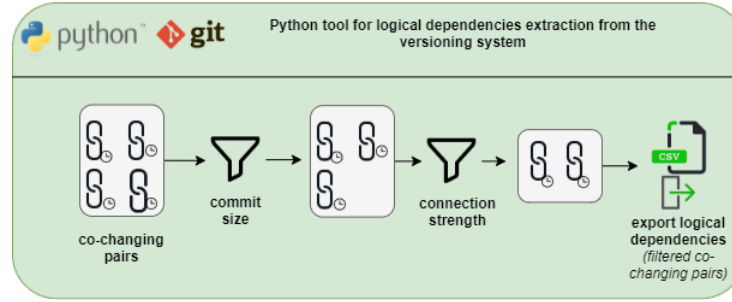 python™ git
Python tool for logical dependencies extraction from the
versioning system
co-changing
pairs
commit
size
connection
strength
CSV
export logical
dependencies
(filtered co-
changing pairs)